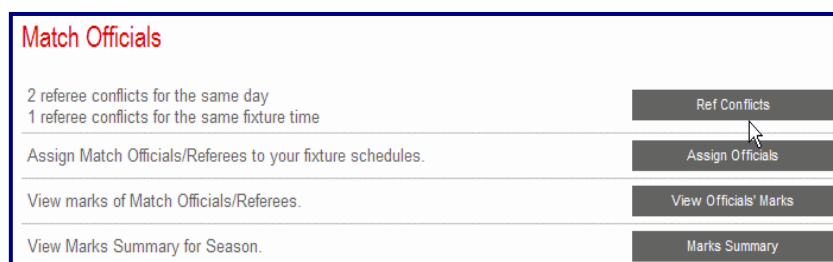 Match Officials
2 referee conflicts for the same day
1 referee conflicts for the same fixture time
Ref Conflicts
Assign Match Officials/Referees to your fixture schedules.
Assign Officials
View marks of Match Officials/Referees.
View Officials' Marks
View Marks Summary for Season.
Marks Summary